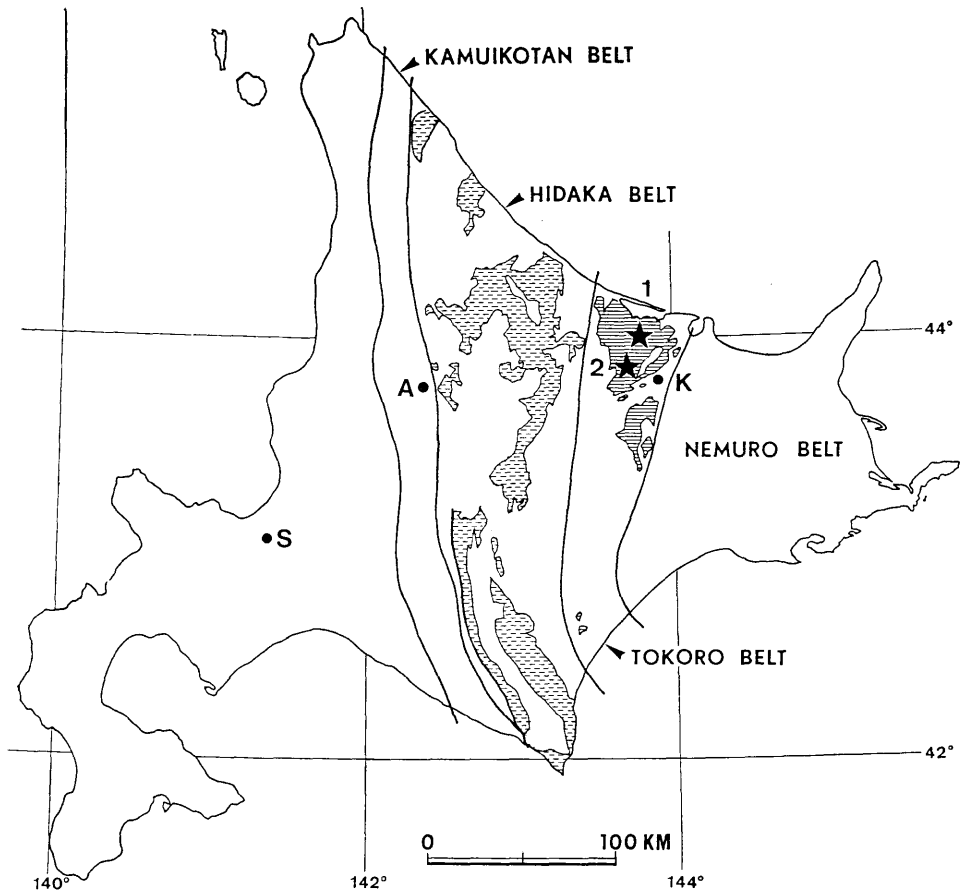 KAMUIKOTAN BELT
HIDAKA BELT
1
44°
2
A
K
NEMURO BELT
S
TOKORO BELT
42°
0 100 KM
140° 142° 144°